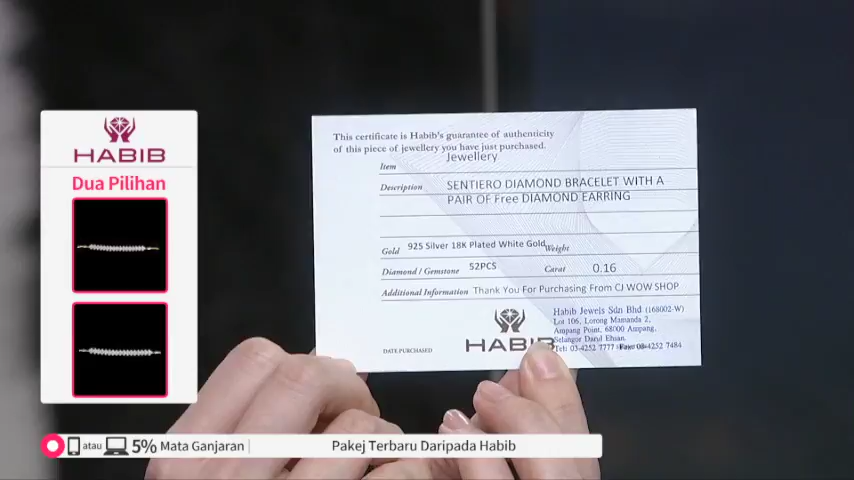 HABIB
Dua Pilihan
This certificate is Habib's guarantee of authenticity
of this piece of jewellery you have just purchased.
Item Jewellery
Description SENTIERO DIAMOND BRACELET WITH A
PAIR OF Free DIAMOND EARRING
Gold 925 Silver 18K Plated White Gold Weight
Diamond / Gemstone 52PCS Carat 0.16
Additional Information Thank You For Purchasing From CJ WOW SHOP
DATE PURCHASED
HABIB
Habib Jewels Sdn Bhd (168002-W)
Lot 106, Lorong Mamanda 2,
Ampang Point, 68000 Ampang,
Selangor Darul Ehsan.
Tel: 03-4252 7777 Fax: 03-4252 7484
atau 5% Mata Ganjaran
Pakej Terbaru Daripada Habib